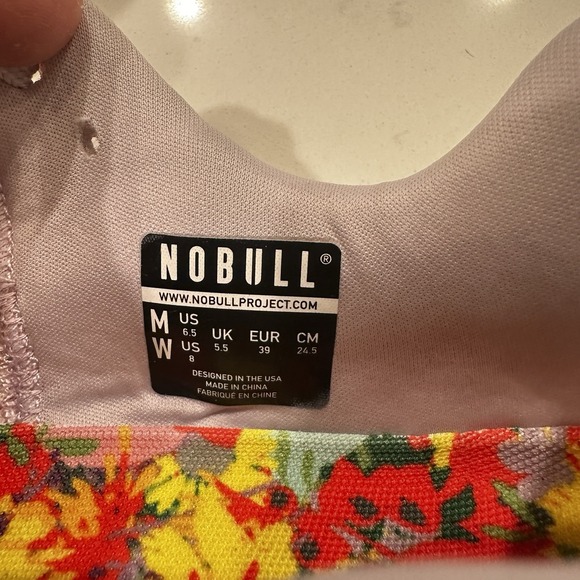 NOBULL®
WWW.NOBULLPROJECT.COM
M US 6.5 UK 5.5 EUR 39 CM 24.5
W US 8
DESIGNED IN THE USA
MADE IN CHINA
FABRIQUÉ EN CHINE